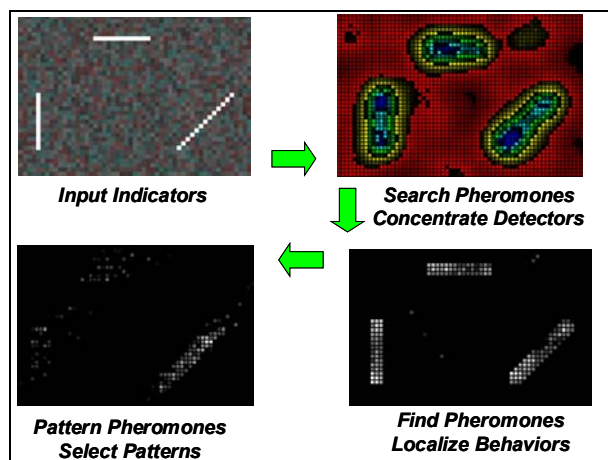 Input Indicators
Search Pheromones
Concentrate Detectors
Pattern Pheromones
Select Patterns
Find Pheromones
Localize Behaviors